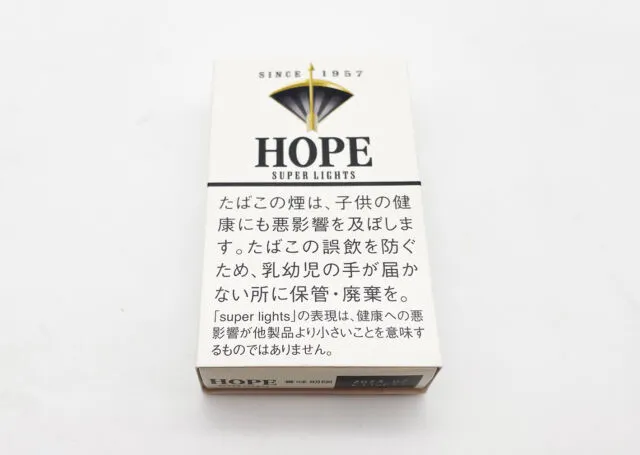 SINCE 1957
HOPE
SUPER LIGHTS
たばこの煙は、子供の健
康にも悪影響を及ぼしま
す。たばこの誤飲を防ぐ
ため、乳幼児の手が届か
ない所に保管・廃棄を。
「super lights」の表現は、健康への悪
影響が他製品より小さいことを意味す
るものではありません。
HOPE